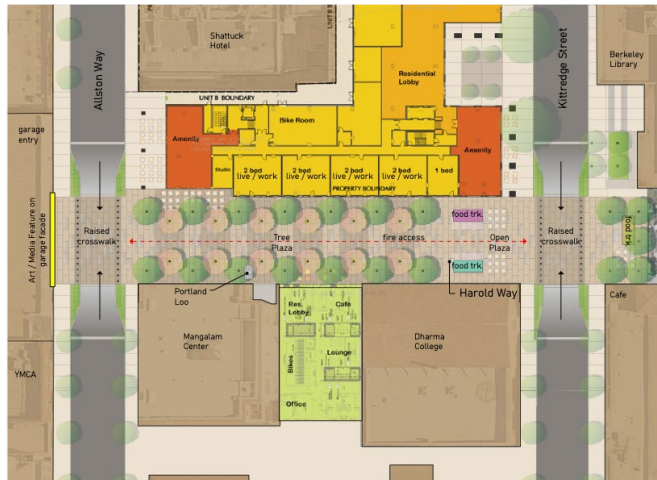 Shattuck
Hotel
UNIT B BOUNDARY
UNIT B
Allston Way
Kittredge Street
Berkeley
Library
Residential
Lobby
garage
entry
Bike Room
Amenity
Amenity
Studio
2 bed
live / work
2 bed
live / work
2 bed
live / work
2 bed
live / work
1 bed
PROPERTY BOUNDARY
Art / Media Feature on
garage facade
Raised
crosswalk
Tree
Plaza
fire access
food trk.
food trk.
Open
Plaza
Raised
crosswalk
food trk.
Portland
Loo
Harold Way
Cafe
Mangalam
Center
Res.
Lobby
Cafe
Bikes
Lounge
Office
Dharma
College
YMCA